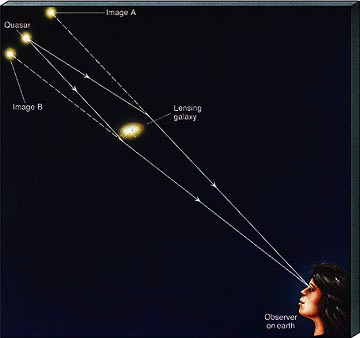 Image A
Quasar
Image B
Lensing
galaxy
Observer
on earth